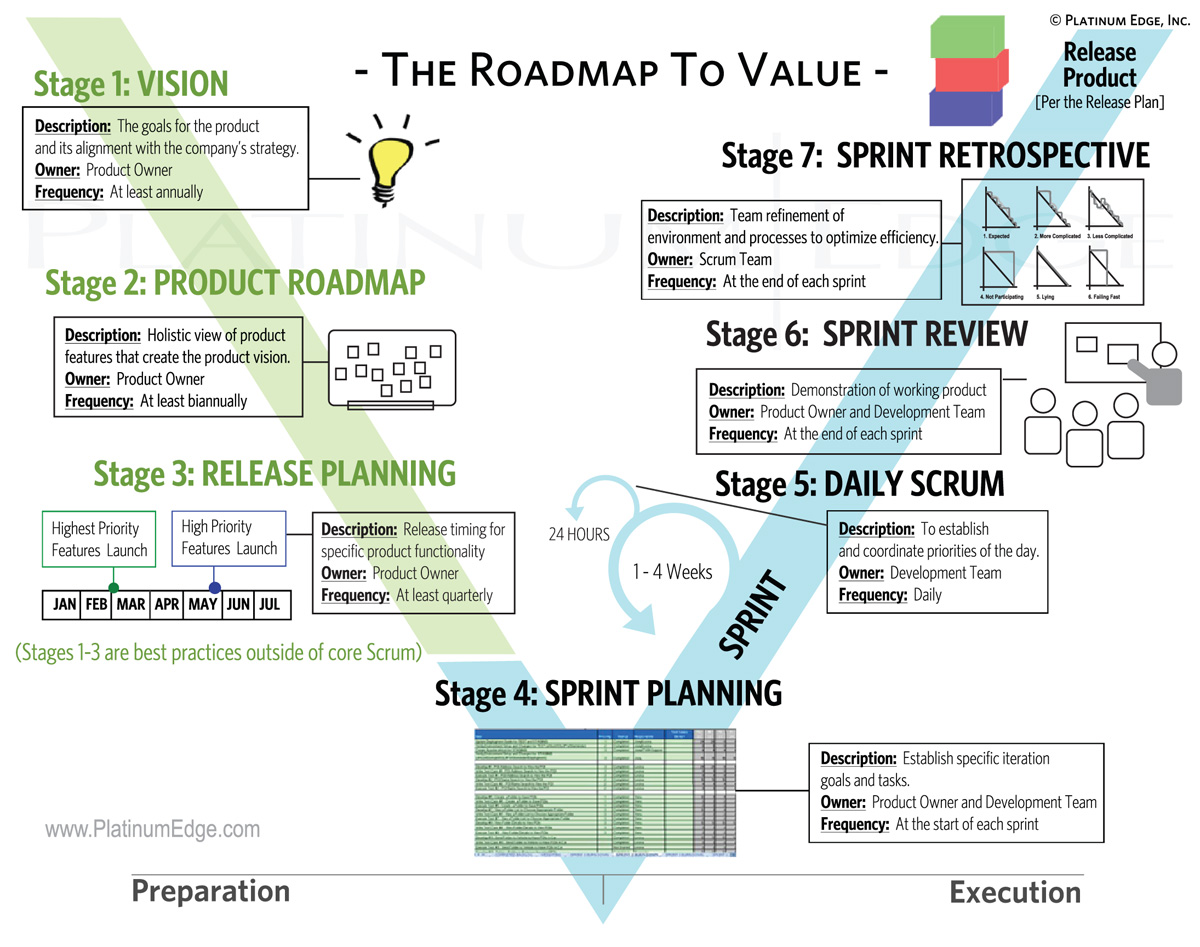 © Platinum Edge, Inc.
- The Roadmap To Value -
Release
Product
[Per the Release Plan]
Stage 1: VISION
Description: The goals for the product
and its alignment with the company's strategy.
Owner: Product Owner
Frequency: At least annually
Stage 2: PRODUCT ROADMAP
Description: Holistic view of product
features that create the product vision.
Owner: Product Owner
Frequency: At least biannually
Stage 3: RELEASE PLANNING
Highest Priority
Features Launch
High Priority
Features Launch
JAN FEB MAR APR MAY JUN JUL
Description: Release timing for
specific product functionality
Owner: Product Owner
Frequency: At least quarterly
(Stages 1-3 are best practices outside of core Scrum)
Stage 7: SPRINT RETROSPECTIVE
Description: Team refinement of
environment and processes to optimize efficiency.
Owner: Scrum Team
Frequency: At the end of each sprint
1. Expected
2. More Complicated
3. Less Complicated
4. Not Participating
5. Lying
6. Failing Fast
Stage 6: SPRINT REVIEW
Description: Demonstration of working product
Owner: Product Owner and Development Team
Frequency: At the end of each sprint
Stage 5: DAILY SCRUM
24 HOURS
1 - 4 Weeks
SPRINT
Description: To establish
and coordinate priorities of the day.
Owner: Development Team
Frequency: Daily
Stage 4: SPRINT PLANNING
Description: Establish specific iteration
goals and tasks.
Owner: Product Owner and Development Team
Frequency: At the start of each sprint
www.PlatinumEdge.com
Preparation
Execution
PLATINUM EDGE